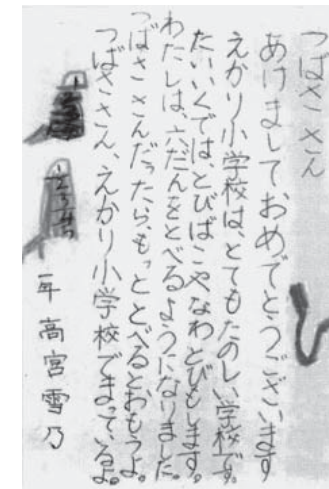 つばささん
あけましておめでとうございます
えかり小学校は、とてもたのしい学校です。
たいいくではとびばこやなわとびもします。
わたしは、六だんをとべるようになりました。
つばささんだったら、もっととべるとおもうよ。
つばささん、えかり小学校でまっているよ。
一年 高宮雪乃